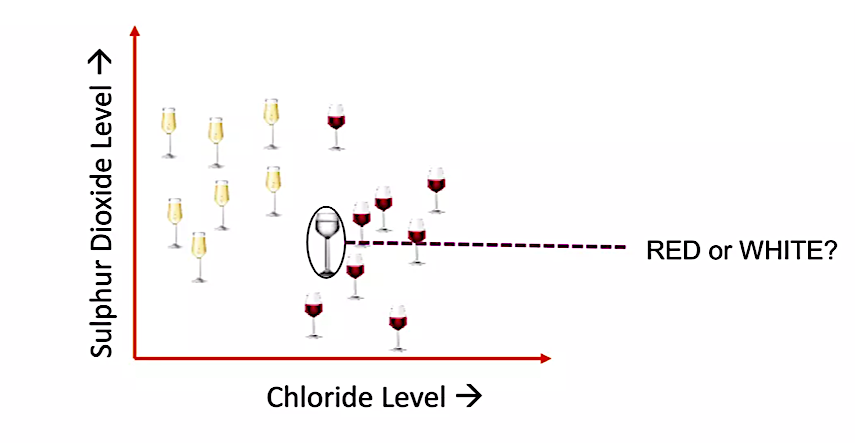 Sulphur Dioxide Level →
RED or WHITE?
Chloride Level →